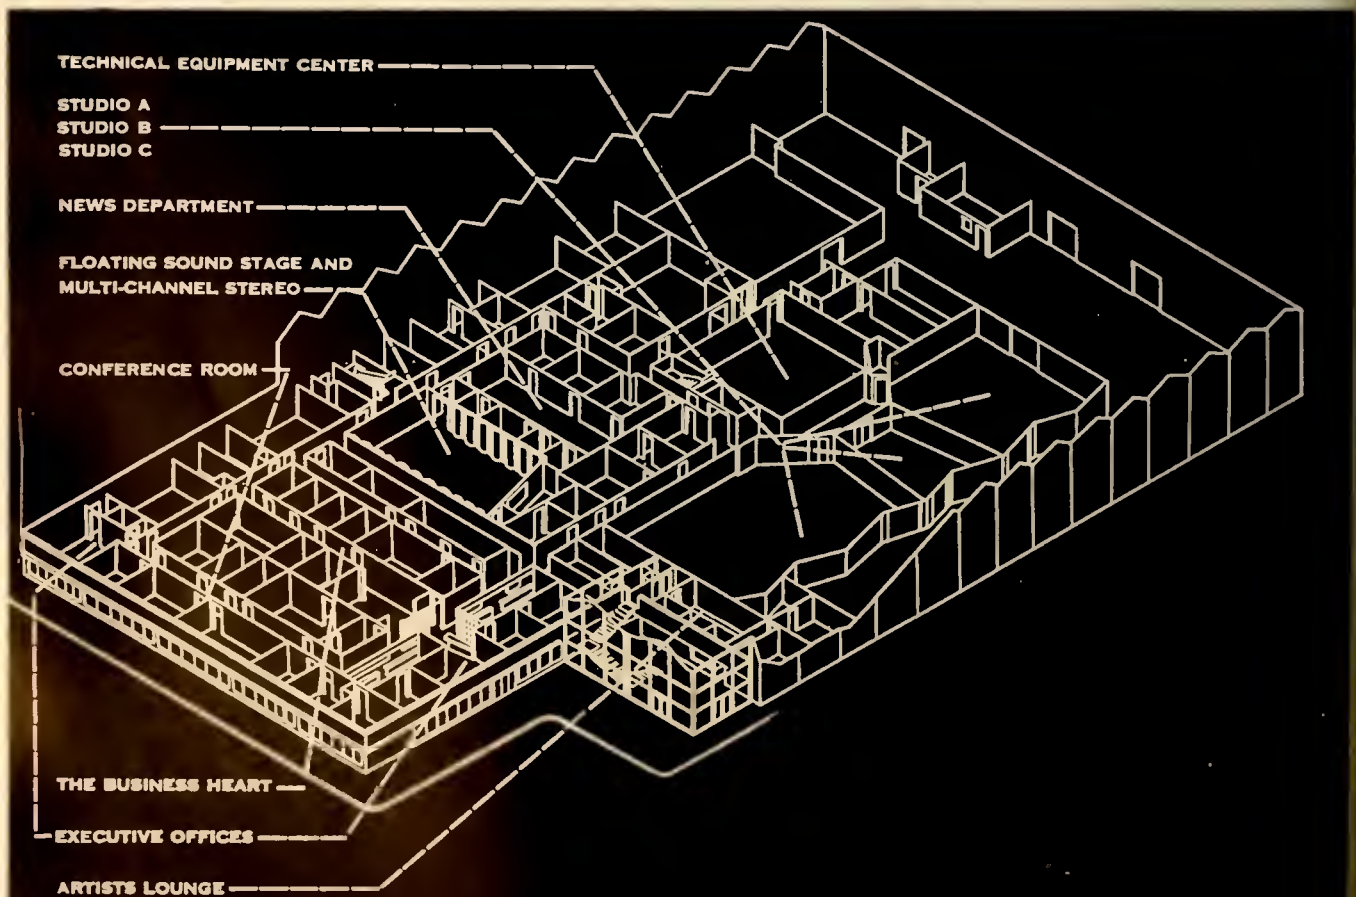 TECHNICAL EQUIPMENT CENTER
STUDIO A
STUDIO B
STUDIO C
NEWS DEPARTMENT
FLOATING SOUND STAGE AND
MULTI-CHANNEL STEREO
CONFERENCE ROOM
THE BUSINESS HEART
EXECUTIVE OFFICES
ARTISTS LOUNGE